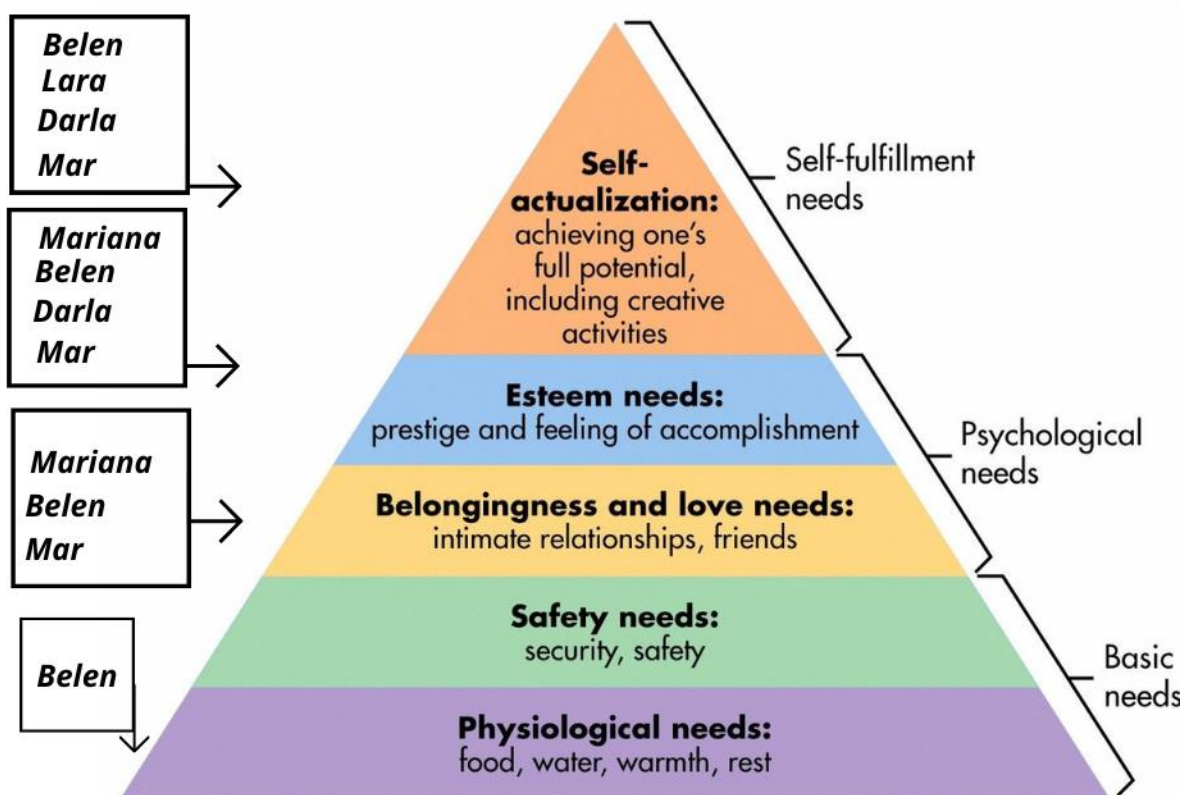 Belen
Lara
Darla
Mar
Mariana
Belen
Darla
Mar
Mariana
Belen
Mar
Belen
Self-
actualization:
achieving one's
full potential,
including creative
activities
Esteem needs:
prestige and feeling of accomplishment
Belongingness and love needs:
intimate relationships, friends
Safety needs:
security, safety
Physiological needs:
food, water, warmth, rest
Self-fulfillment
needs
Psychological
needs
Basic
needs